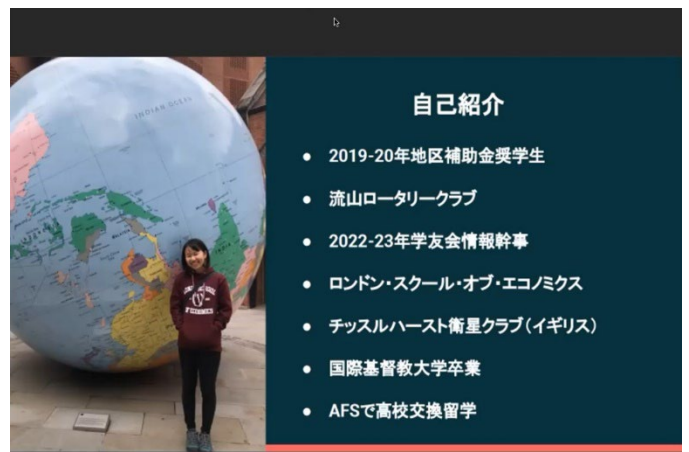 自己紹介
2019-20年地区補助金奨学生
流山ロータリークラブ
2022-23年学友会情報幹事
ロンドン・スクール・オブ・エコノミクス
チッスルハースト衛星クラブ（イギリス）
国際基督教大学卒業
AFSで高校交換留学
INDIAN OCEAN